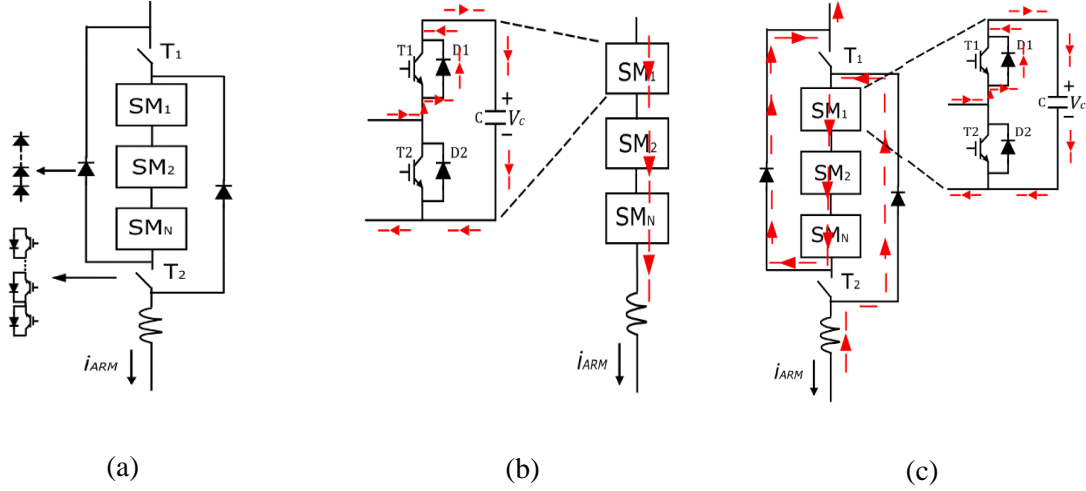 T1
SM1
SM2
SMN
T2
iARM
(a)
T1
D1
C
+
Vc
−
T2
D2
SM1
SM2
SMN
iARM
(b)
T1
SM1
SM2
SMN
T2
iARM
T1
D1
C
+
Vc
−
T2
D2
(c)